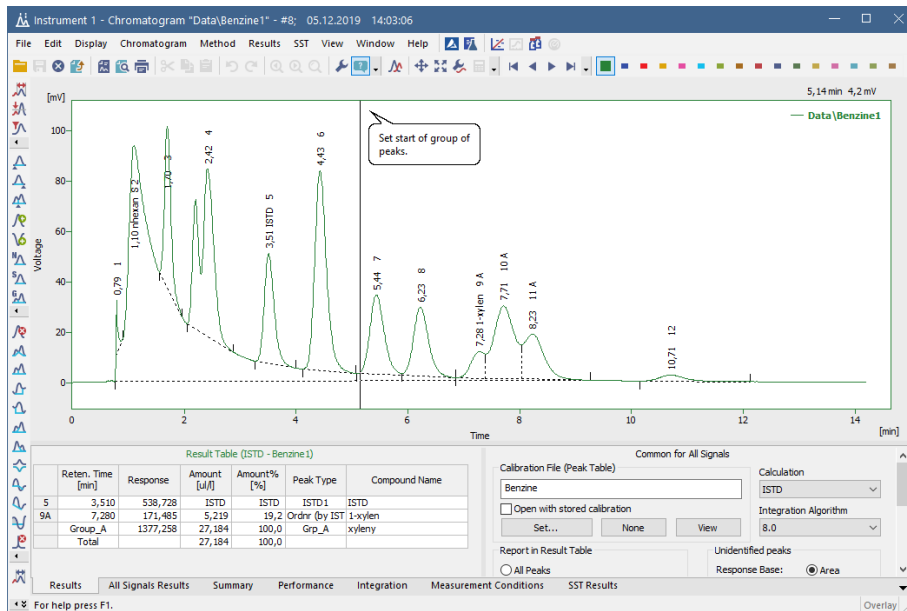 Instrument 1 - Chromatogram "Data\Benzine1" - #8; 05.12.2019 14:03:06
File Edit Display Chromatogram Method Results SST View Window Help
5,14 min 4,2 mV
[mV]
Data\Benzine1
Set start of group of
peaks.
100
80
60
40
20
0
Voltage
0,79 1
1,10 nhexan S 2
1,70 3
2,42 4
3,51 ISTD 5
4,43 6
5,44 7
6,23 8
7,28 1-xylen 9 A
7,71 10 A
8,23 11 A
10,71 12
0 2 4 6 8 10 12 14
Time
[min]
Result Table (ISTD - Benzine1)
Reten. Time [min] Response Amount [ul/l] Amount% [%] Peak Type Compound Name
5 3,510 538,728 ISTD ISTD ISTD1 ISTD
9A 7,280 171,485 5,219 19,2 Ordnr (by IST 1-xylen
Group_A 1377,258 27,184 100,0 Grp_A xyleny
Total 27,184 100,0
Common for All Signals
Calibration File (Peak Table)
Benzine
Open with stored calibration
Set... None View
Calculation
ISTD
Integration Algorithm
8.0
Report in Result Table
All Peaks
Unidentified peaks
Response Base: Area
Results All Signals Results Summary Performance Integration Measurement Conditions SST Results
For help press F1.
Overlay